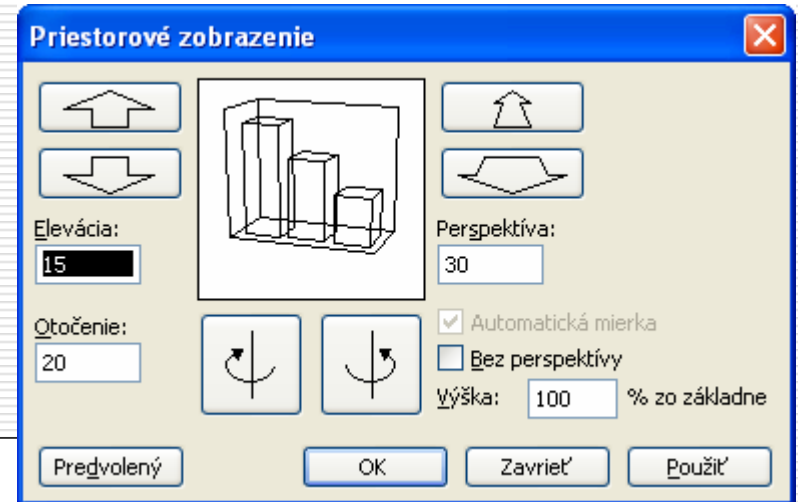 Priestorové zobrazenie
Elevácia:
15
Perspektíva:
30
Otočenie:
20
Automatická mierka
Bez perspektívy
Výška: 100 % zo základne
Predvolený OK Zavrieť Použiť